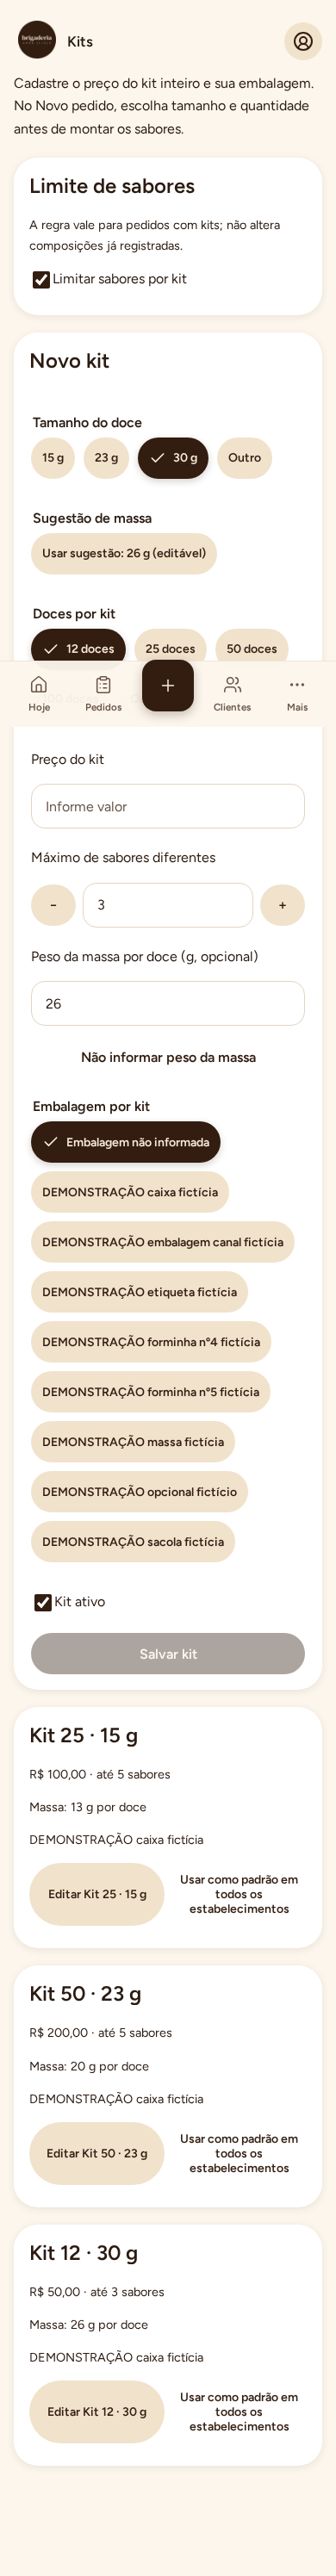 brigaderia
Kits
Cadastre o preço do kit inteiro e sua embalagem.
No Novo pedido, escolha tamanho e quantidade
antes de montar os sabores.
Limite de sabores
A regra vale para pedidos com kits; não altera
composições já registradas.
Limitar sabores por kit
Novo kit
Tamanho do doce
15 g
23 g
30 g
Outro
Sugestão de massa
Usar sugestão: 26 g (editável)
Doces por kit
12 doces
25 doces
50 doces
Hoje
Pedidos
+
Clientes
Mais
Preço do kit
Informe valor
Máximo de sabores diferentes
-
3
+
Peso da massa por doce (g, opcional)
26
Não informar peso da massa
Embalagem por kit
Embalagem não informada
DEMONSTRAÇÃO caixa fictícia
DEMONSTRAÇÃO embalagem canal fictícia
DEMONSTRAÇÃO etiqueta fictícia
DEMONSTRAÇÃO forminha nº4 fictícia
DEMONSTRAÇÃO forminha nº5 fictícia
DEMONSTRAÇÃO massa fictícia
DEMONSTRAÇÃO opcional fictício
DEMONSTRAÇÃO sacola fictícia
Kit ativo
Salvar kit
Kit 25 · 15 g
R$ 100,00 · até 5 sabores
Massa: 13 g por doce
DEMONSTRAÇÃO caixa fictícia
Editar Kit 25 · 15 g
Usar como padrão em
todos os
estabelecimentos
Kit 50 · 23 g
R$ 200,00 · até 5 sabores
Massa: 20 g por doce
DEMONSTRAÇÃO caixa fictícia
Editar Kit 50 · 23 g
Usar como padrão em
todos os
estabelecimentos
Kit 12 · 30 g
R$ 50,00 · até 3 sabores
Massa: 26 g por doce
DEMONSTRAÇÃO caixa fictícia
Editar Kit 12 · 30 g
Usar como padrão em
todos os
estabelecimentos